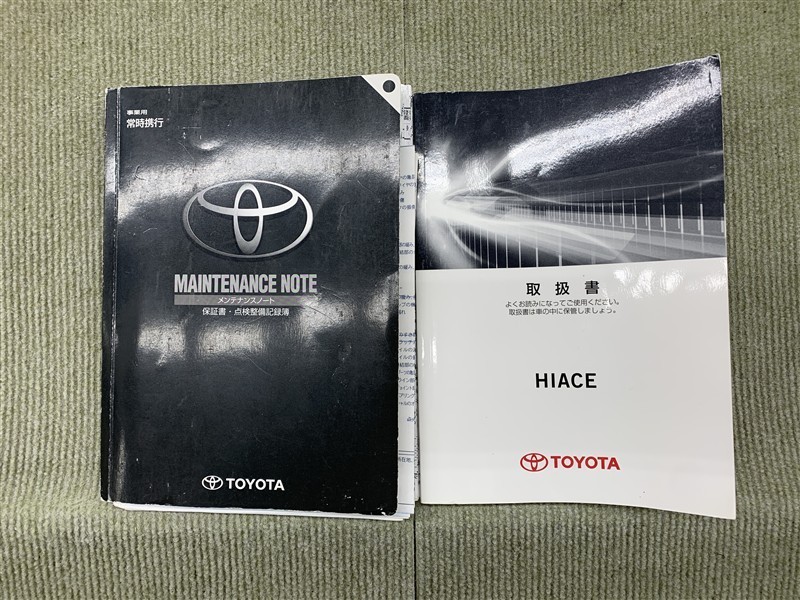 事業用
常時携行
MAINTENANCE NOTE
メンテナンスノート
保証書・点検整備記録簿
TOYOTA
取扱書
よくお読みになってご使用ください。
取扱書は車の中に保管しましょう。
HIACE
TOYOTA